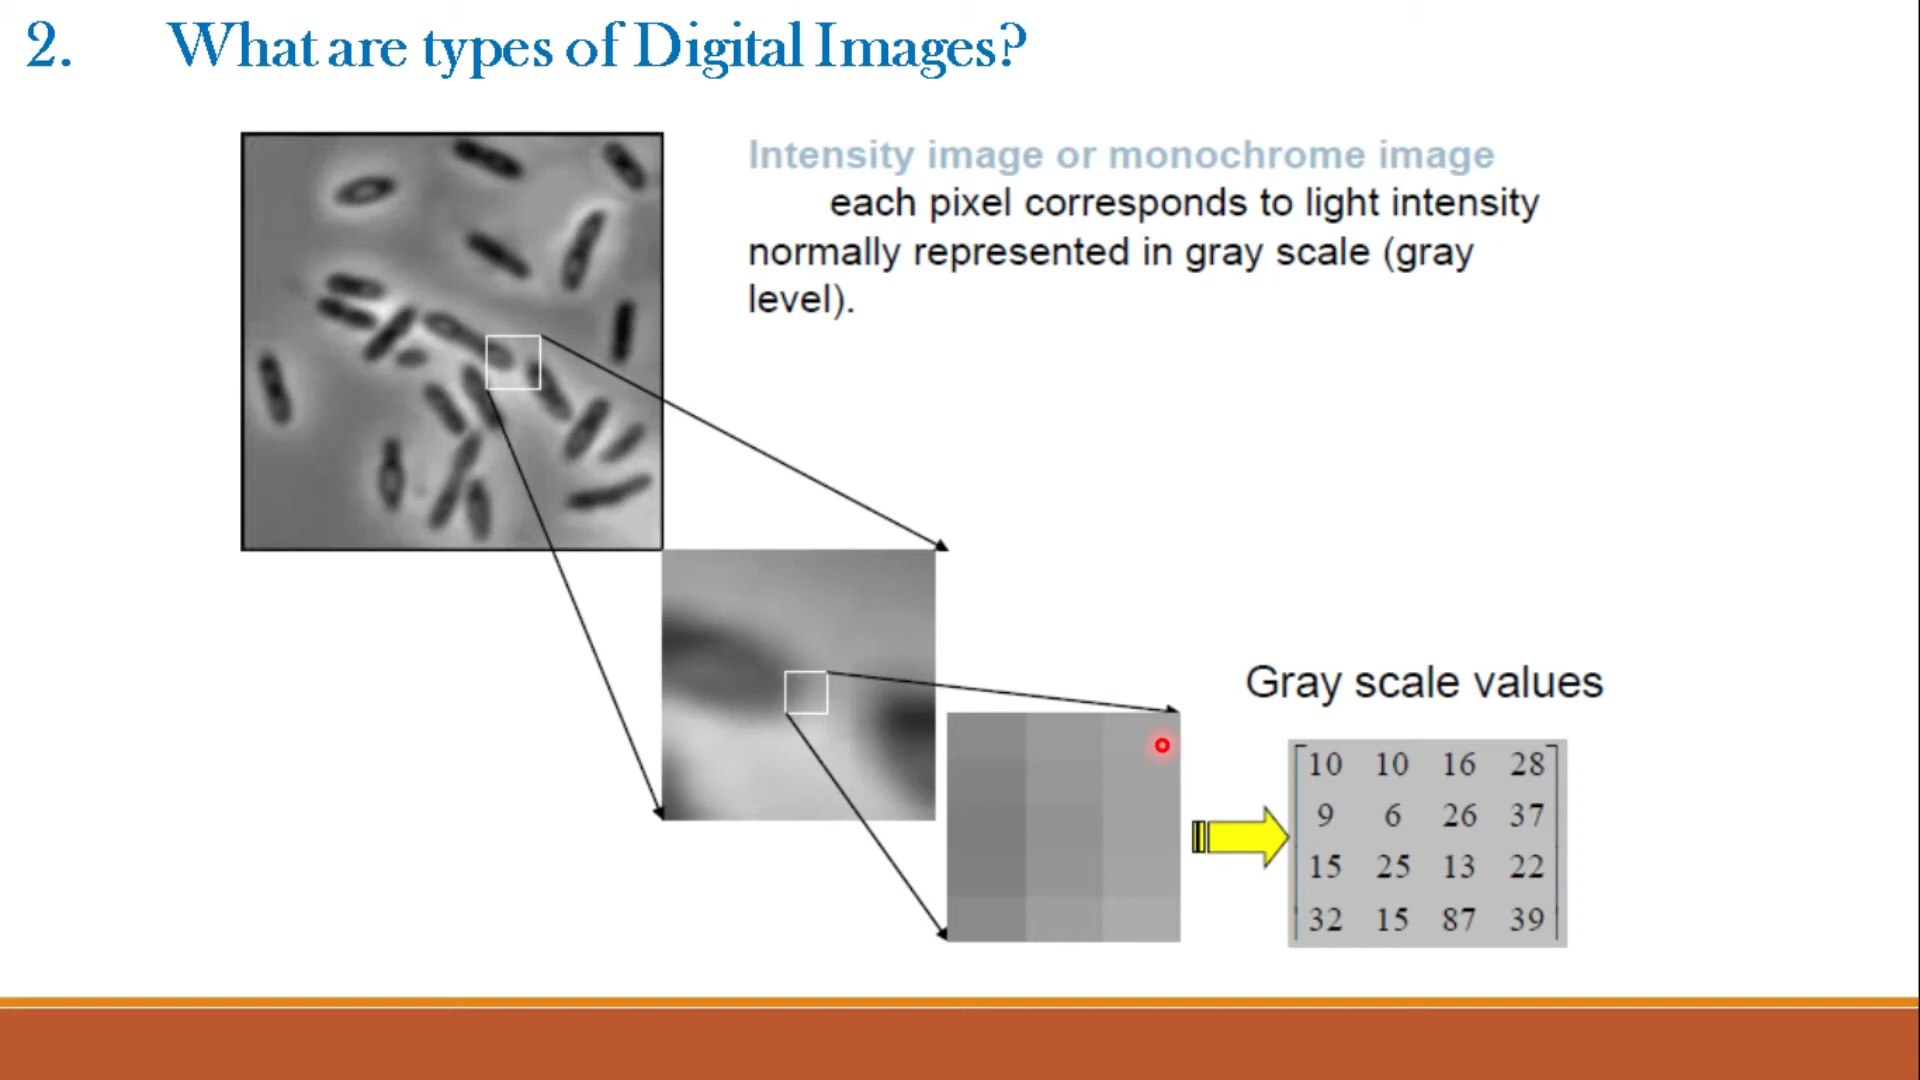 2. What are types of Digital Images?
Intensity image or monochrome image
each pixel corresponds to light intensity
normally represented in gray scale (gray
level).
Gray scale values
10 10 16 28
9 6 26 37
15 25 13 22
32 15 87 39